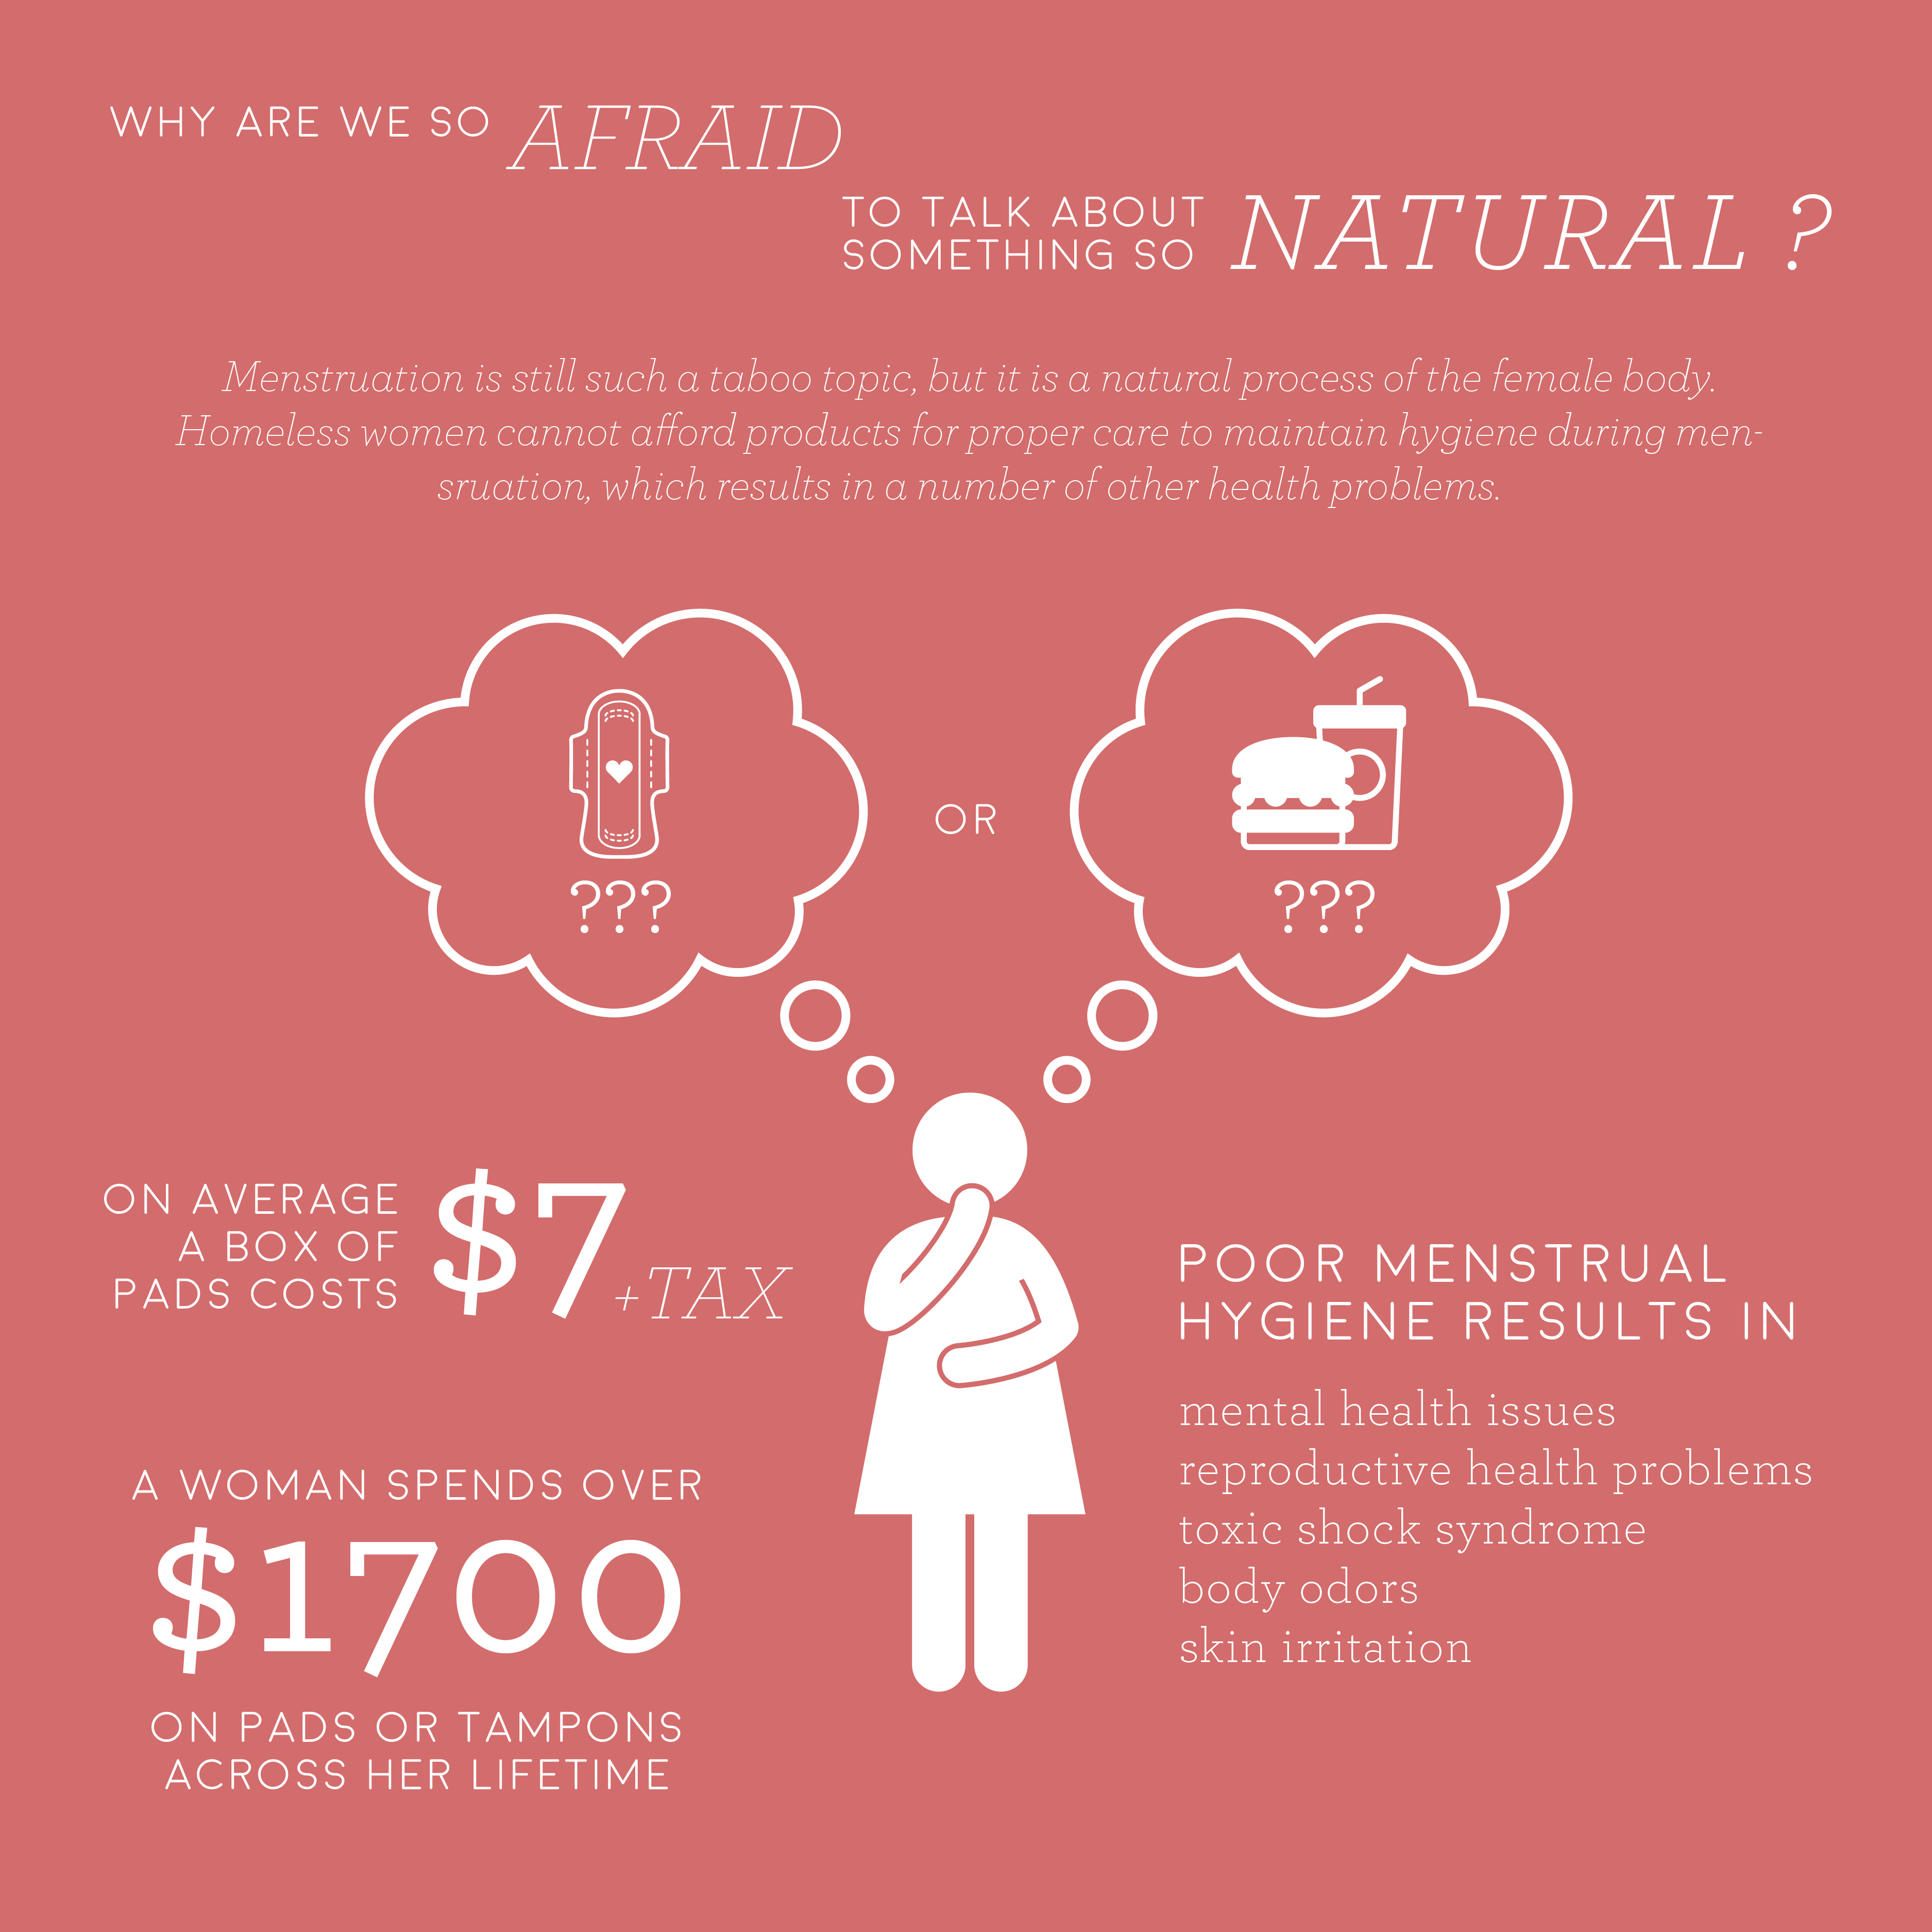 WHY ARE WE SO AFRAID
TO TALK ABOUT
SOMETHING SO NATURAL ?
Menstruation is still such a taboo topic, but it is a natural process of the female body.
Homeless women cannot afford products for proper care to maintain hygiene during men-
sruation, which results in a number of other health problems.
???
OR
???
ON AVERAGE
A BOX OF
PADS COSTS
$7 +TAX
A WOMAN SPENDS OVER
$1700
ON PADS OR TAMPONS
ACROSS HER LIFETIME
POOR MENSTRUAL
HYGIENE RESULTS IN
mental health issues
reproductive health problems
toxic shock syndrome
body odors
skin irritation